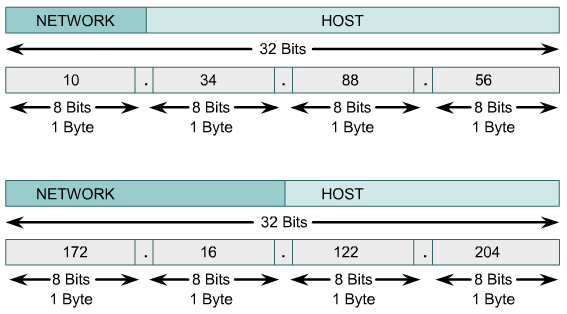 NETWORK HOST
32 Bits
10 . 34 . 88 . 56
8 Bits 8 Bits 8 Bits 8 Bits
1 Byte 1 Byte 1 Byte 1 Byte
NETWORK HOST
32 Bits
172 . 16 . 122 . 204
8 Bits 8 Bits 8 Bits 8 Bits
1 Byte 1 Byte 1 Byte 1 Byte